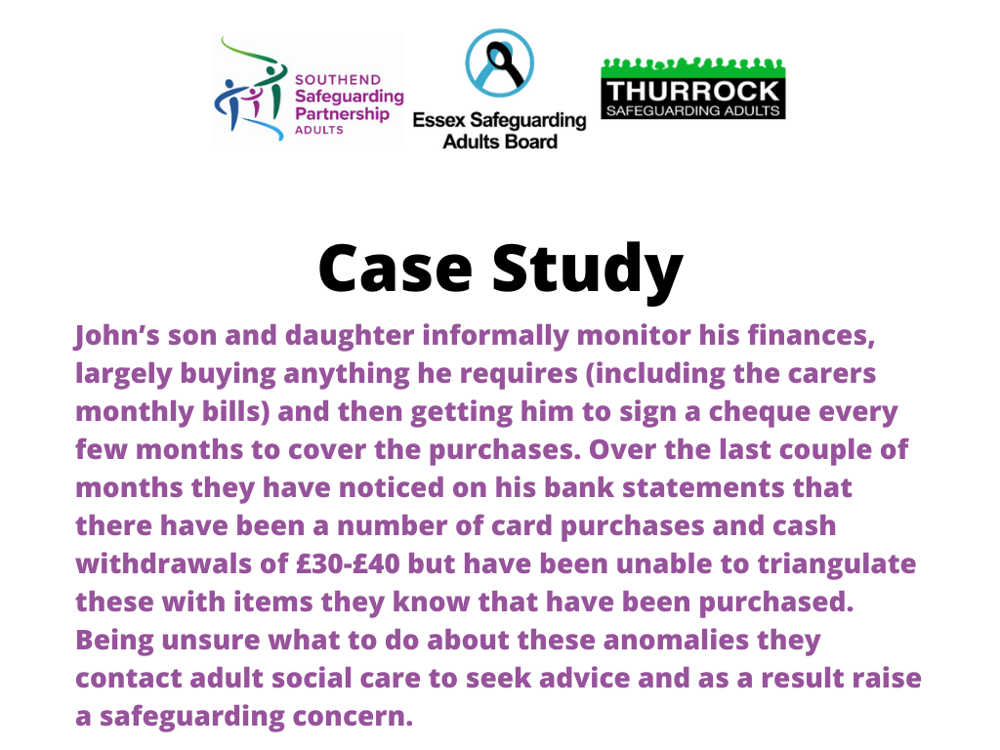 SOUTHEND
Safeguarding
Partnership
ADULTS
Essex Safeguarding
Adults Board
THURROCK
SAFEGUARDING ADULTS
Case Study
John’s son and daughter informally monitor his finances,
largely buying anything he requires (including the carers
monthly bills) and then getting him to sign a cheque every
few months to cover the purchases. Over the last couple of
months they have noticed on his bank statements that
there have been a number of card purchases and cash
withdrawals of £30-£40 but have been unable to triangulate
these with items they know that have been purchased.
Being unsure what to do about these anomalies they
contact adult social care to seek advice and as a result raise
a safeguarding concern.